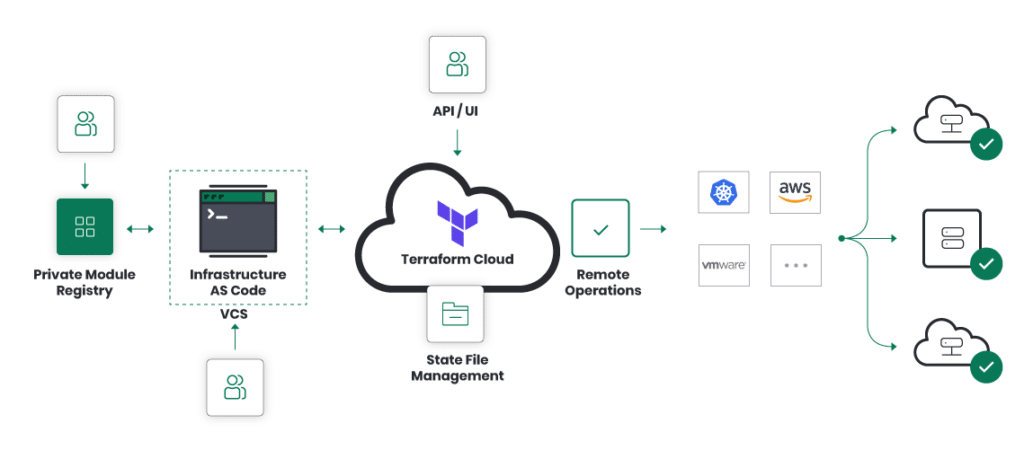 API / UI
Private Module
Registry
>_
Infrastructure
AS Code
VCS
Terraform Cloud
State File
Management
Remote
Operations
aws
vmware
...